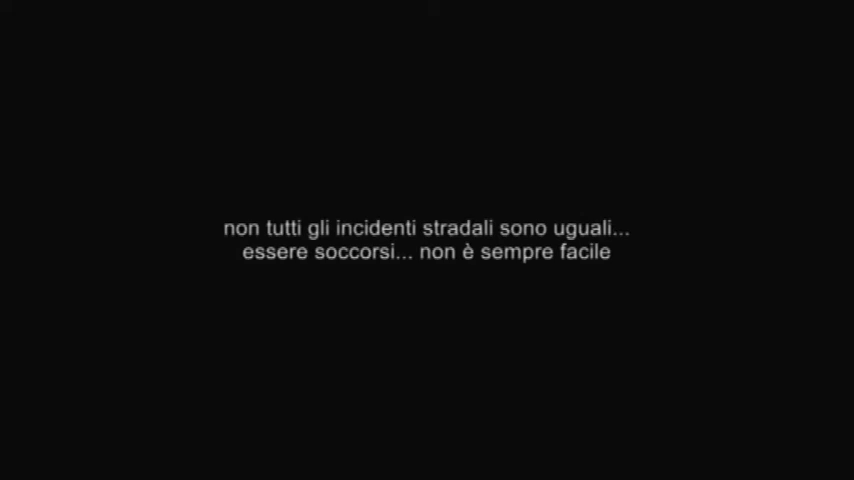 non tutti gli incidenti stradali sono uguali...
essere soccorsi... non è sempre facile